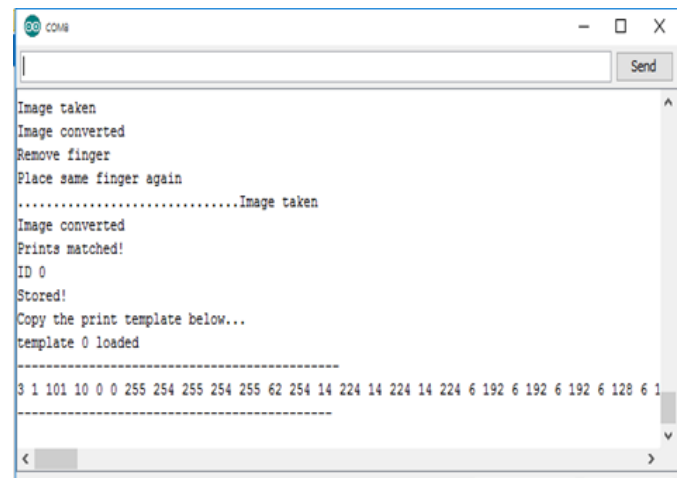 COM8
Send
Image taken
Image converted
Remove finger
Place same finger again
...............................Image taken
Image converted
Prints matched!
ID 0
Stored!
Copy the print template below...
template 0 loaded
---------------------------------------------
3 1 101 10 0 0 255 254 255 254 255 62 254 14 224 14 224 14 224 6 192 6 192 6 192 6 128 6 1
--------------------------------------------